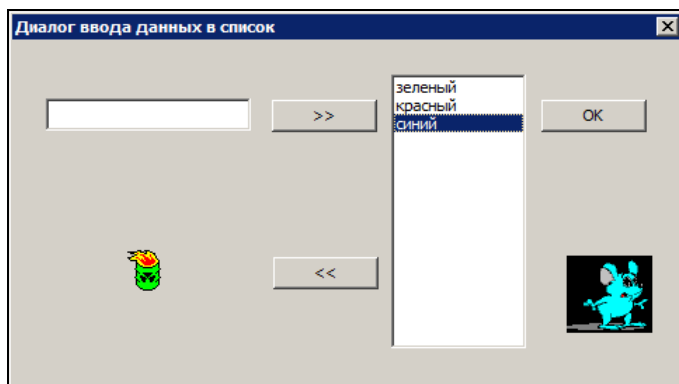 Диалог ввода данных в список
зеленый
красный
синий
>>
OK
<<